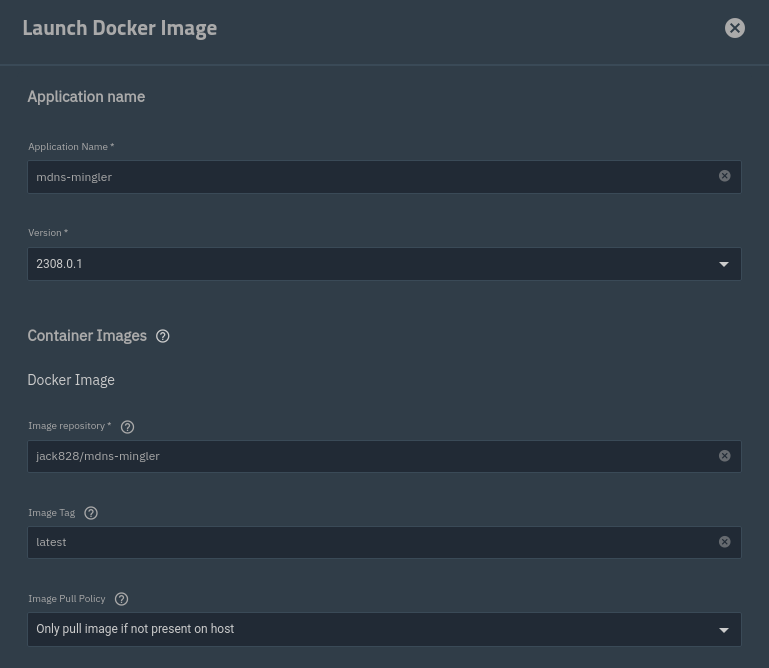 Launch Docker Image
Application name
Application Name *
mdns-mingler
Version *
2308.0.1
Container Images
Docker Image
Image repository *
jack828/mdns-mingler
Image Tag
latest
Image Pull Policy
Only pull image if not present on host